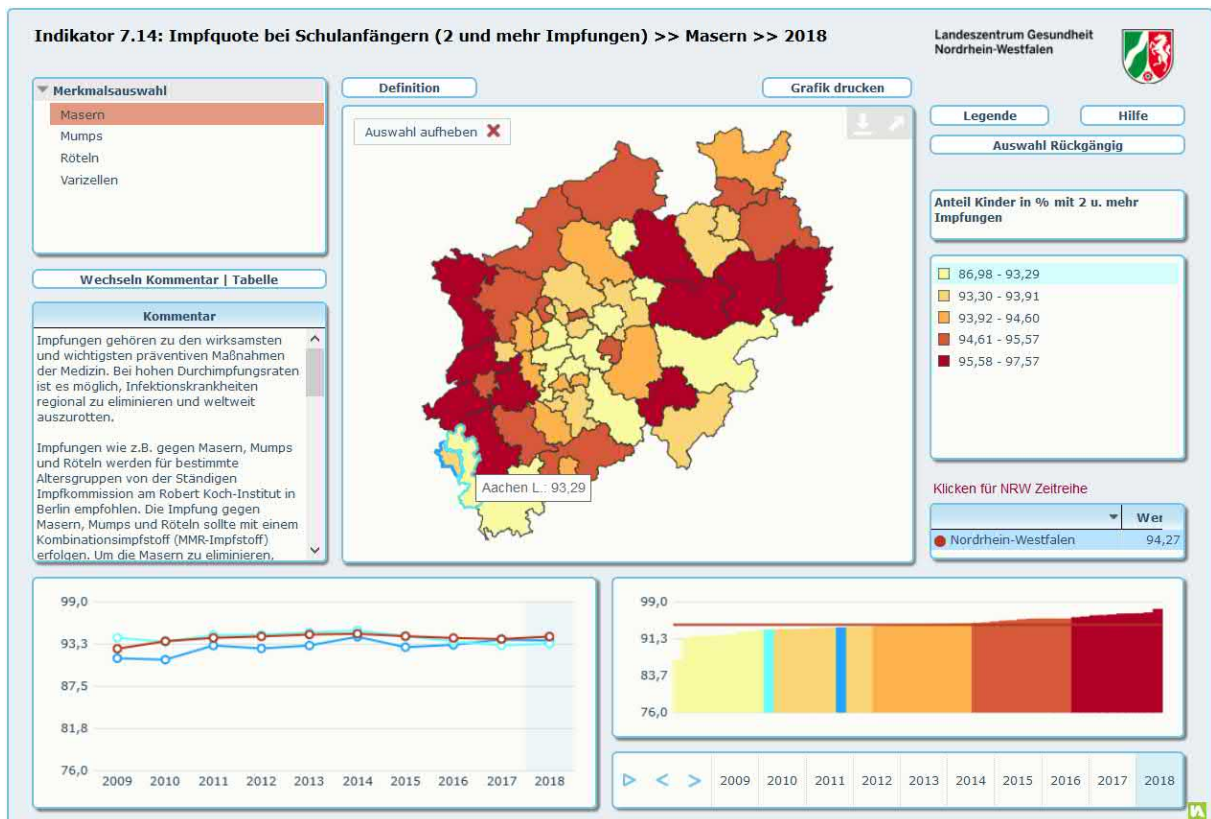 Indikator 7.14: Impfquote bei Schulanfängern (2 und mehr Impfungen) >> Masern >> 2018
Landeszentrum Gesundheit
Nordrhein-Westfalen
Merkmalsauswahl
Masern
Mumps
Röteln
Varizellen
Wechseln Kommentar | Tabelle
Kommentar
Impfungen gehören zu den wirksamsten
und wichtigsten präventiven Maßnahmen
der Medizin. Bei hohen Durchimpfungsraten
ist es möglich, Infektionskrankheiten
regional zu eliminieren und weltweit
auszurotten.
Impfungen wie z.B. gegen Masern, Mumps
und Röteln werden für bestimmte
Altersgruppen von der Ständigen
Impfkommission am Robert Koch-Institut in
Berlin empfohlen. Die Impfung gegen
Masern, Mumps und Röteln sollte mit einem
Kombinationsimpfstoff (MMR-Impfstoff)
erfolgen. Um die Masern zu eliminieren,
Definition
Grafik drucken
Auswahl aufheben
Aachen L.: 93,29
Legende
Hilfe
Auswahl Rückgängig
Anteil Kinder in % mit 2 u. mehr
Impfungen
86,98 - 93,29
93,30 - 93,91
93,92 - 94,60
94,61 - 95,57
95,58 - 97,57
Klicken für NRW Zeitreihe
Wer
Nordrhein-Westfalen 94,27
99,0
93,3
87,5
81,8
76,0
2009 2010 2011 2012 2013 2014 2015 2016 2017 2018
99,0
91,3
83,7
76,0
2009 2010 2011 2012 2013 2014 2015 2016 2017 2018